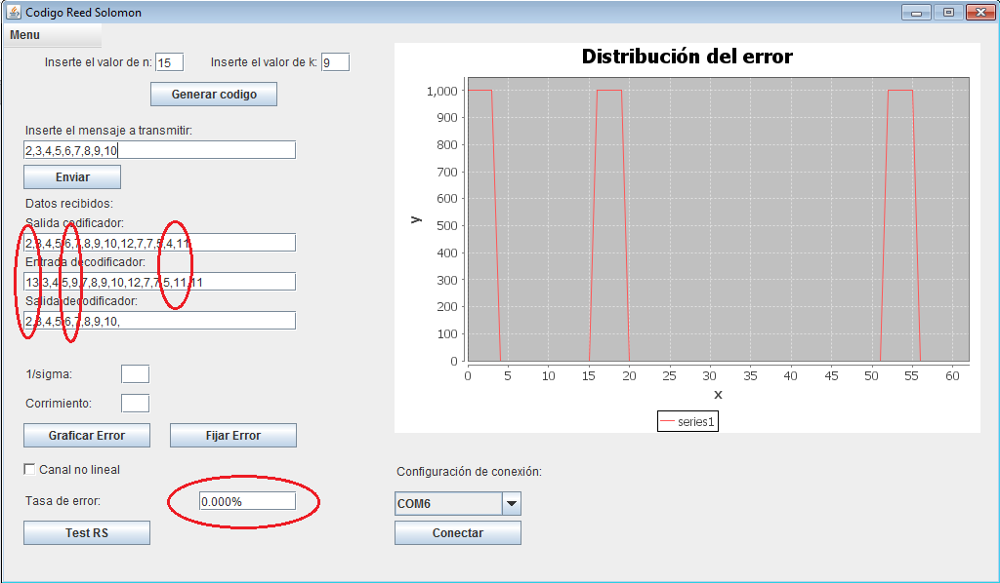 Codigo Reed Solomon
Menu
Inserte el valor de n: 15 Inserte el valor de k: 9
Generar codigo
Inserte el mensaje a transmitir:
2,3,4,5,6,7,8,9,10
Enviar
Datos recibidos:
Salida codificador:
2,3,4,5,6,7,8,9,10,12,7,7,5,4,11
Entrada decodificador:
13,3,4,5,9,7,8,9,10,12,7,7,5,11,11
Salida decodificador:
2,3,4,5,6,7,8,9,10,
1/sigma:
Corrimiento:
Graficar Error Fijar Error
Canal no lineal
Tasa de error: 0.000%
Test RS
Distribución del error
1,000
900
800
700
600
500
400
300
200
100
0
y
0 5 10 15 20 25 30 35 40 45 50 55 60
x
series1
Configuración de conexión:
COM6
Conectar